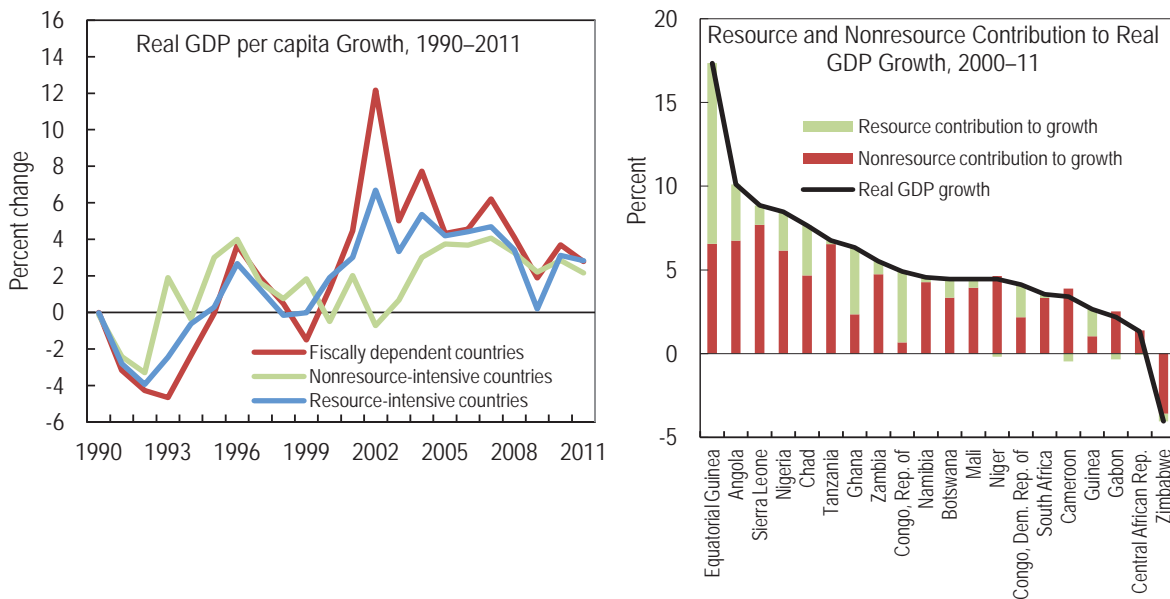 Real GDP per capita Growth, 1990–2011
Percent change
16
14
12
10
8
6
4
2
0
-2
-4
-6
Fiscally dependent countries
Nonresource-intensive countries
Resource-intensive countries
1990 1993 1996 1999 2002 2005 2008 2011
Resource and Nonresource Contribution to Real
GDP Growth, 2000–11
Percent
20
15
10
5
0
-5
Resource contribution to growth
Nonresource contribution to growth
Real GDP growth
Equatorial Guinea
Angola
Sierra Leone
Nigeria
Chad
Tanzania
Ghana
Zambia
Congo, Rep. of
Namibia
Botswana
Mali
Niger
Congo, Dem. Rep. of
South Africa
Cameroon
Guinea
Gabon
Central African Rep.
Zimbabwe